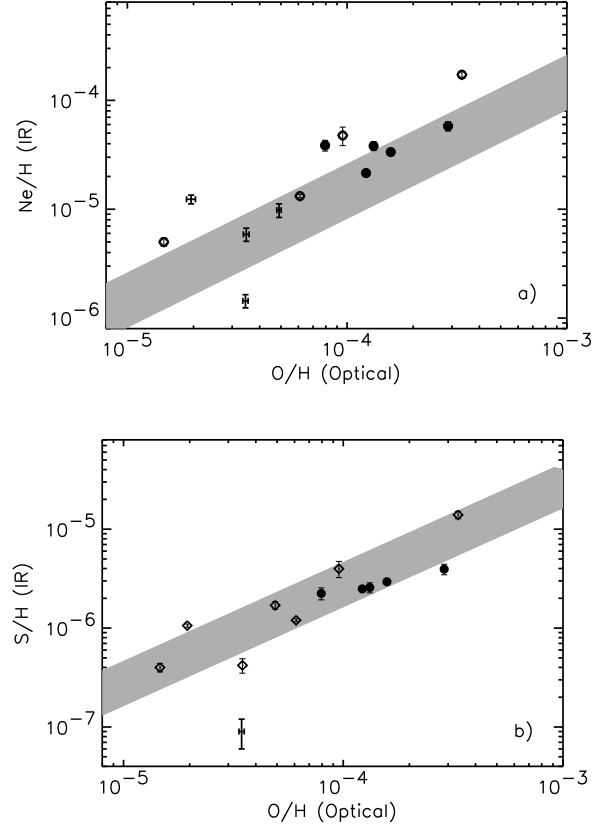 Ne/H (IR)
10⁻⁴
10⁻⁵
10⁻⁶
a)
10⁻⁵ 10⁻⁴ 10⁻³
O/H (Optical)
S/H (IR)
10⁻⁵
10⁻⁶
10⁻⁷
b)
10⁻⁵ 10⁻⁴ 10⁻³
O/H (Optical)